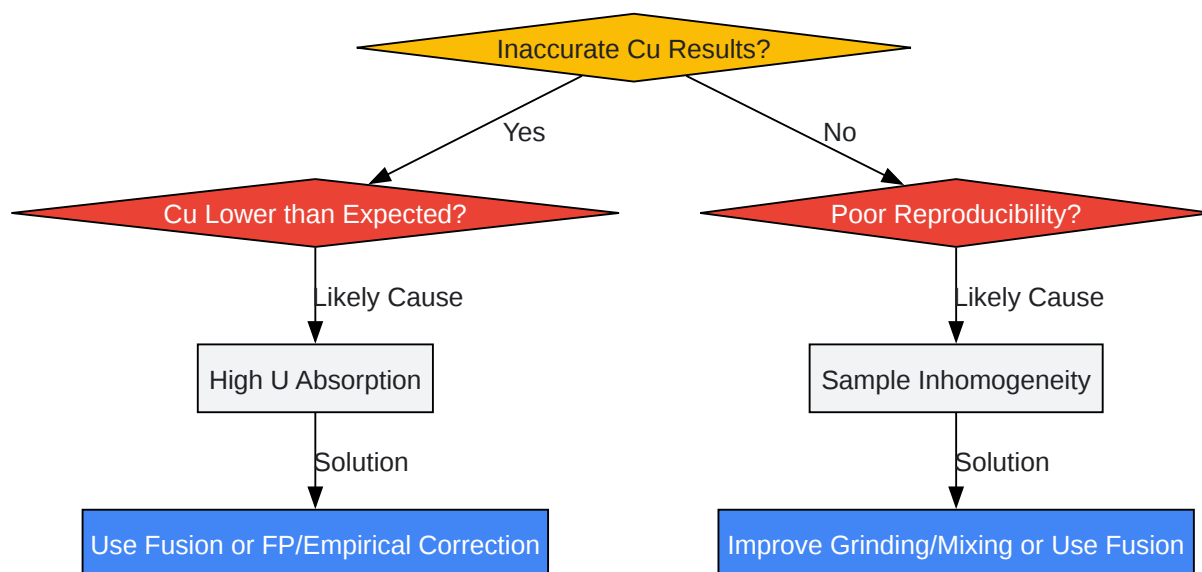 Inaccurate Cu Results?
Yes
No
Cu Lower than Expected?
Poor Reproducibility?
Likely Cause
Likely Cause
High U Absorption
Sample Inhomogeneity
Solution
Solution
Use Fusion or FP/Empirical Correction
Improve Grinding/Mixing or Use Fusion